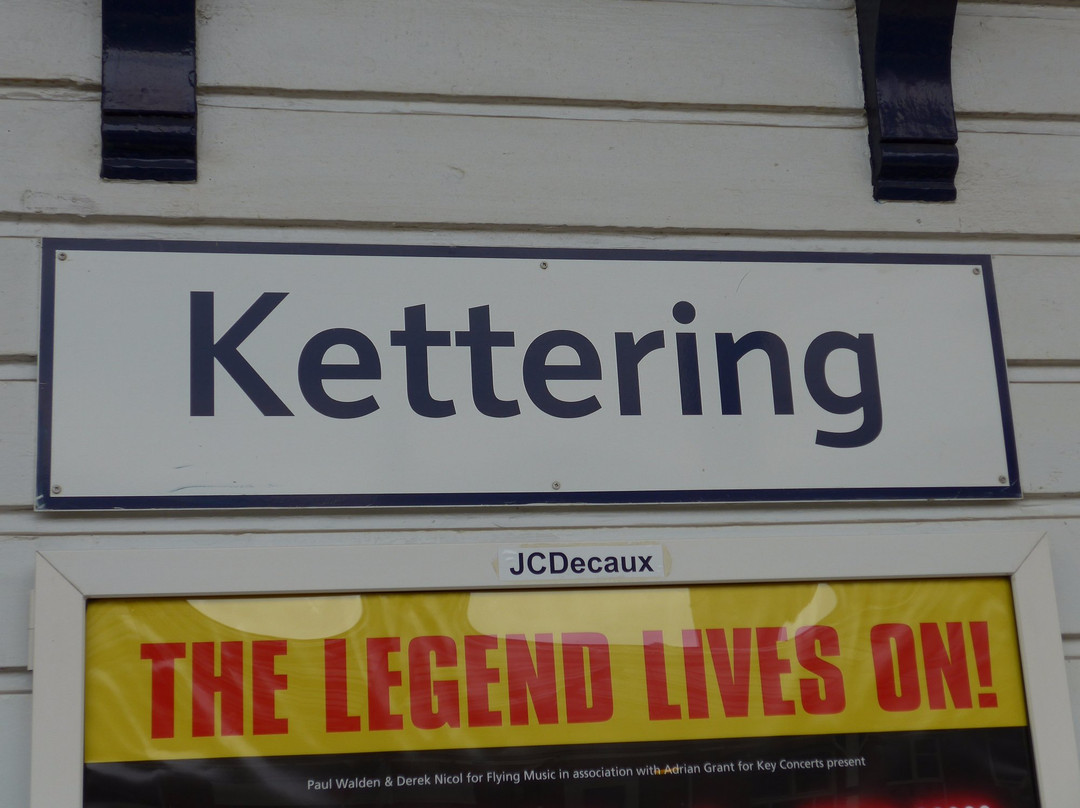 Kettering
JCDecaux
THE LEGEND LIVES ON!
Paul Walden & Derek Nicol for Flying Music in association with Adrian Grant for Key Concerts present